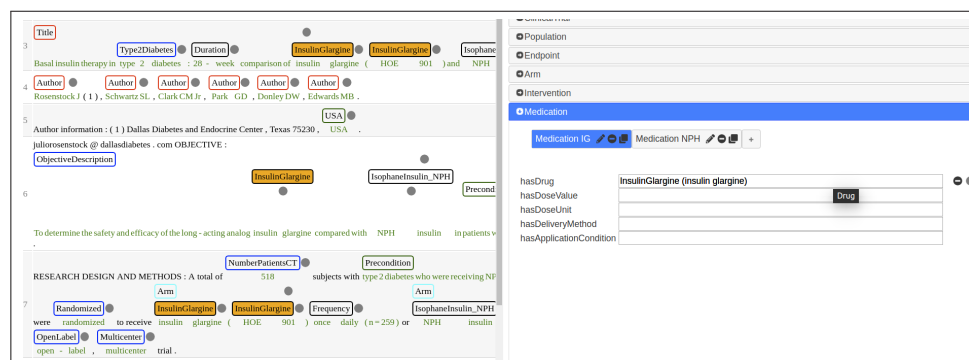 Title
3
Type2Diabetes Duration InsulinGlargine InsulinGlargine Isophane
Basal insulin therapy in type 2 diabetes : 28 - week comparison of insulin glargine ( HOE 901 ) and NPH
4
Author Author Author Author Author Author
Rosenstock J ( 1 ) , Schwartz SL , Clark CM Jr , Park GD , Donley DW , Edwards MB .
USA
5
Author information : ( 1 ) Dallas Diabetes and Endocrine Center , Texas 75230 , USA .
juliorosenstock @ dallasdiabetes . com OBJECTIVE :
ObjectiveDescription
InsulinGlargine IsophaneInsulin_NPH
6
Precond
To determine the safety and efficacy of the long - acting analog insulin glargine compared with NPH insulin in patients w
,
NumberPatientsCT Precondition
RESEARCH DESIGN AND METHODS : A total of 518 subjects with type 2 diabetes who were receiving NP
Arm Arm
7
Randomized InsulinGlargine InsulinGlargine Frequency IsophaneInsulin_NPH
were randomized to receive insulin glargine ( HOE 901 ) once daily ( n = 259 ) or NPH insulin
OpenLabel Multicenter
open - label , multicenter trial .
ClinicalTrial
Population
Endpoint
Arm
Intervention
Medication
Medication IG Medication NPH +
hasDrug InsulinGlargine (insulin glargine)
hasDoseValue Drug
hasDoseUnit
hasDeliveryMethod
hasApplicationCondition